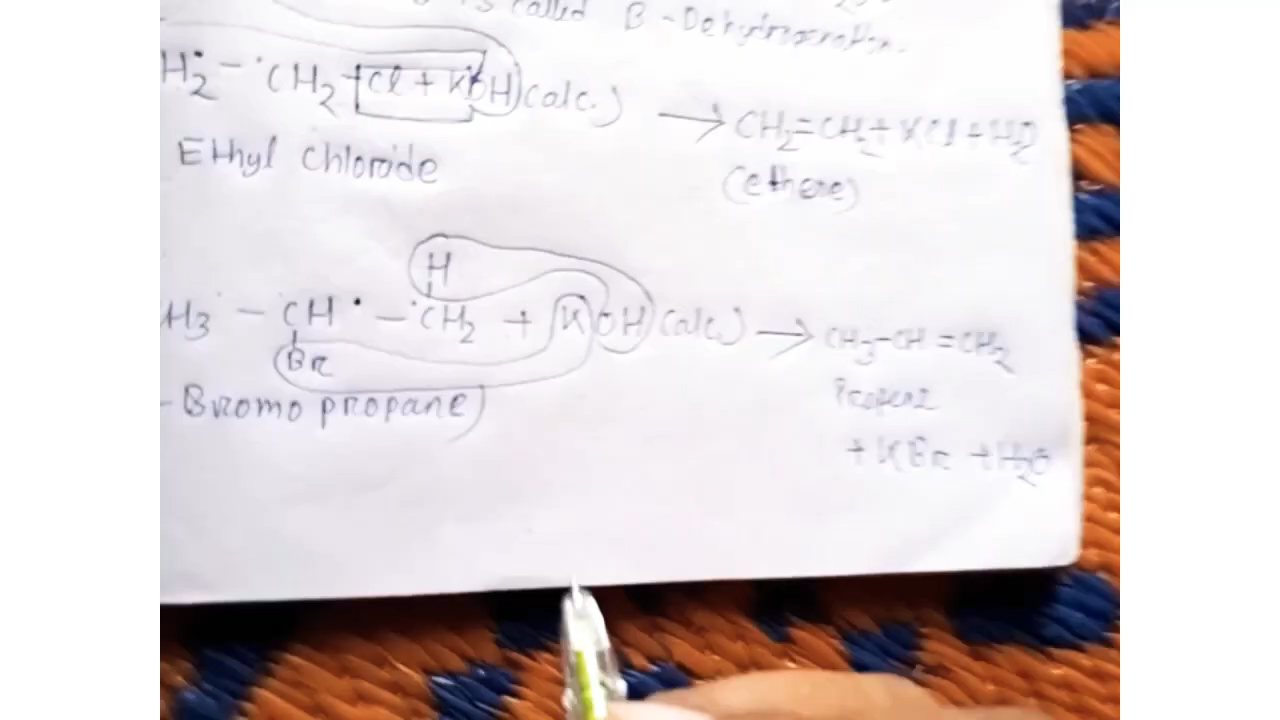 is called B-Dehydrogenation.
H2 - CH2 - Cl + KOH (alc.) → CH2=CH2 + KCl + H2O
Ethyl chloride
(ethene)
H
H3 - CH - CH2 + KOH (alc.) → CH3-CH=CH2
Br
-Bromo propane)
Propene
+ KBr + H2O